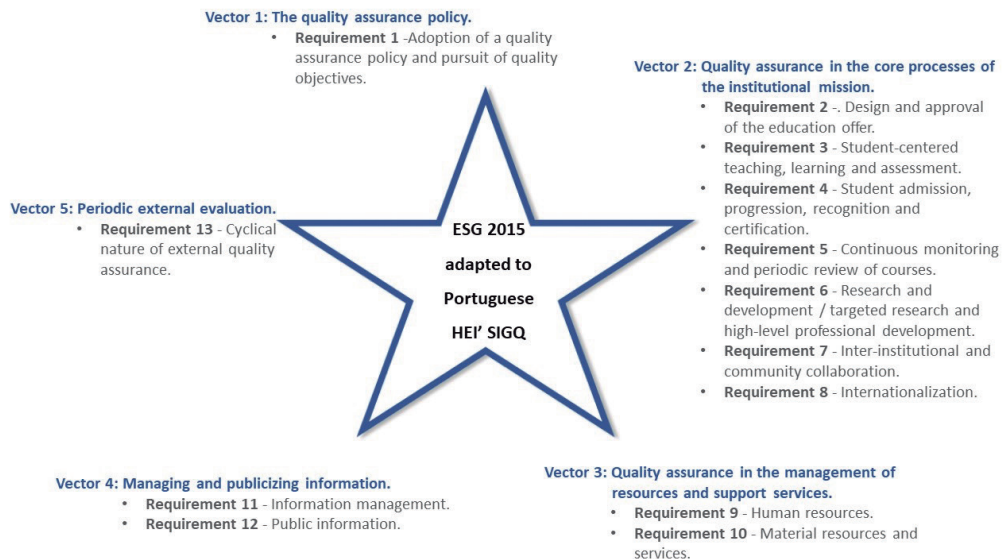 Vector 1: The quality assurance policy.
• Requirement 1 -Adoption of a quality
assurance policy and pursuit of quality
objectives.
Vector 2: Quality assurance in the core processes of
the institutional mission.
• Requirement 2 -. Design and approval
of the education offer.
• Requirement 3 - Student-centered
teaching, learning and assessment.
• Requirement 4 - Student admission,
progression, recognition and
certification.
• Requirement 5 - Continuous monitoring
and periodic review of courses.
• Requirement 6 - Research and
development / targeted research and
high-level professional development.
• Requirement 7 - Inter-institutional and
community collaboration.
• Requirement 8 - Internationalization.
Vector 5: Periodic external evaluation.
• Requirement 13 - Cyclical
nature of external quality
assurance.
ESG 2015
adapted to
Portuguese
HEI' SIGQ
Vector 4: Managing and publicizing information.
• Requirement 11 - Information management.
• Requirement 12 - Public information.
Vector 3: Quality assurance in the management of
resources and support services.
• Requirement 9 - Human resources.
• Requirement 10 - Material resources and
services.